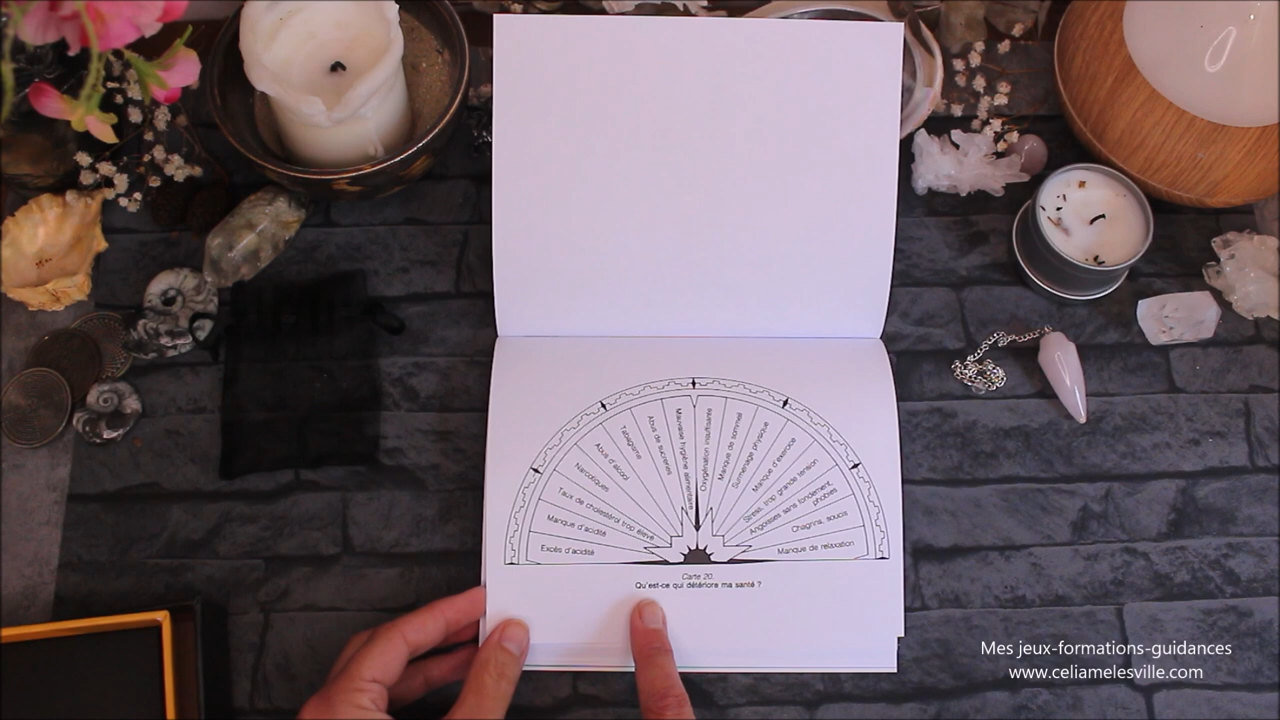 Excès d'acidité
Manque d'acidité
Taux de cholestérol trop élevé
Narcotiques
Abus d'alcool
Tabagisme
Abus de sucreries
Mauvaise hygiène alimentaire
Oxygénation insuffisante
Manque de sommeil
Surmenage physique
Manque d'exercice
Stress, trop grande tension
Angoisses sans fondement,
phobies
Chagrins, soucis
Manque de relaxation
Carte 20.
Qu'est-ce qui détériore ma santé ?
Mes jeux-formations-guidances
www.celiamelesville.com